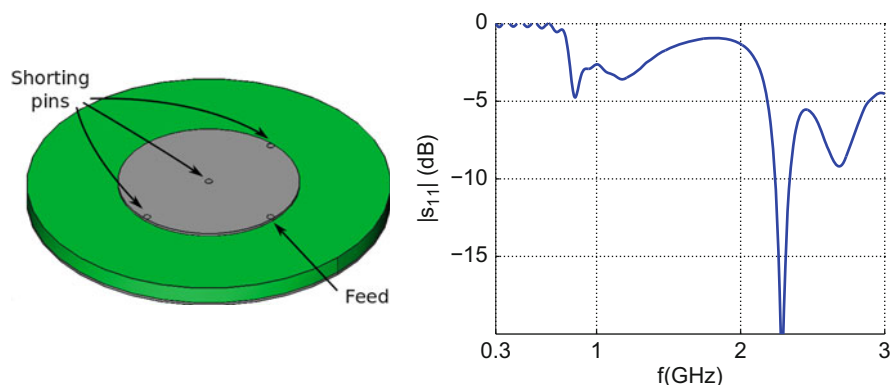 Shorting
pins
Feed
|s₁₁| (dB)
0
−5
−10
−15
0.3
1
2
3
f(GHz)